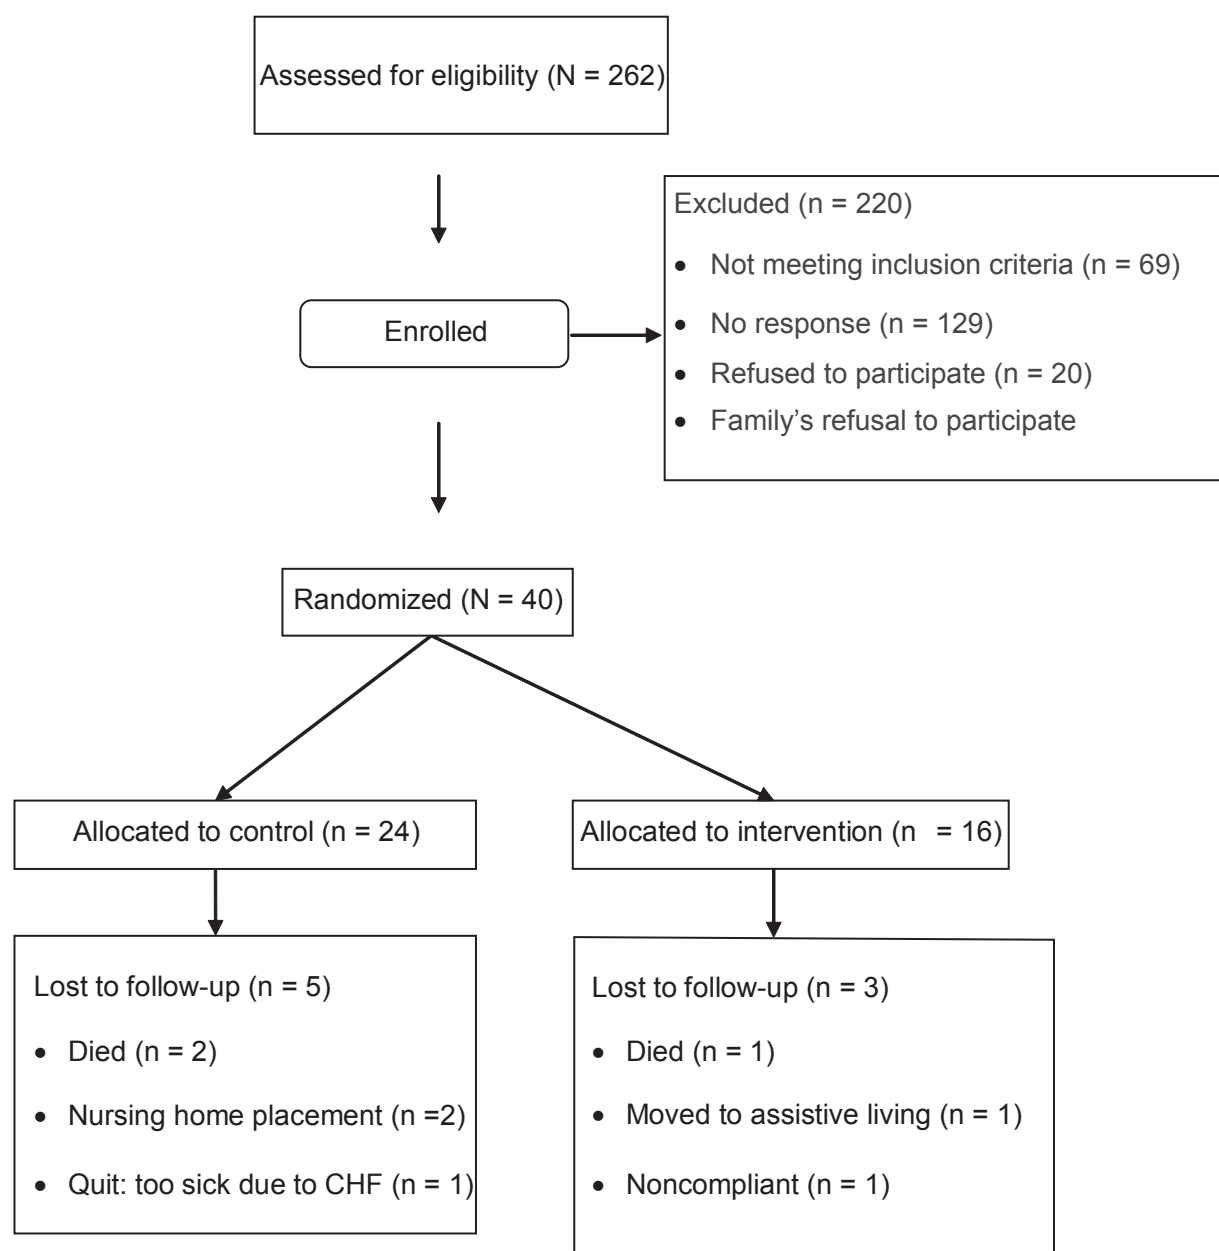 Assessed for eligibility (N = 262)
Excluded (n = 220)
• Not meeting inclusion criteria (n = 69)
• No response (n = 129)
• Refused to participate (n = 20)
• Family’s refusal to participate
Enrolled
Randomized (N = 40)
Allocated to control (n = 24)
Allocated to intervention (n = 16)
Lost to follow-up (n = 5)
• Died (n = 2)
• Nursing home placement (n =2)
• Quit: too sick due to CHF (n = 1)
Lost to follow-up (n = 3)
• Died (n = 1)
• Moved to assistive living (n = 1)
• Noncompliant (n = 1)